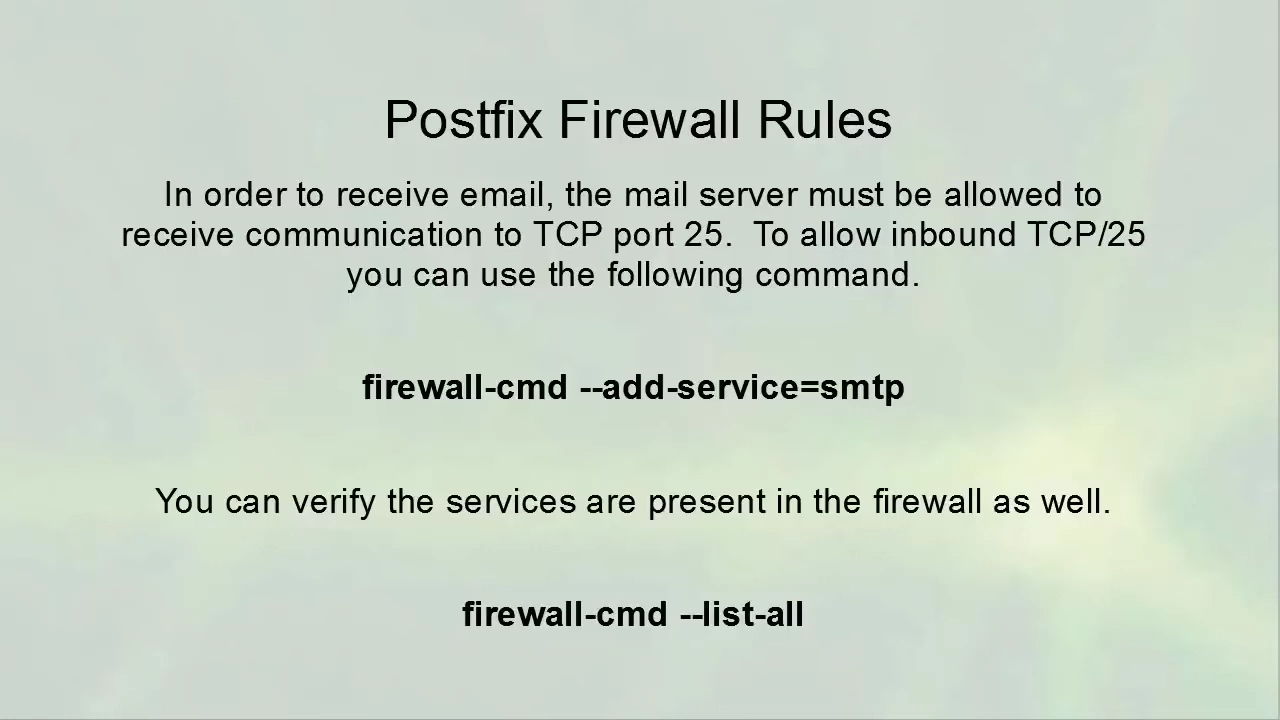 Postfix Firewall Rules
In order to receive email, the mail server must be allowed to
receive communication to TCP port 25.  To allow inbound TCP/25
you can use the following command.
firewall-cmd --add-service=smtp
You can verify the services are present in the firewall as well.
firewall-cmd --list-all